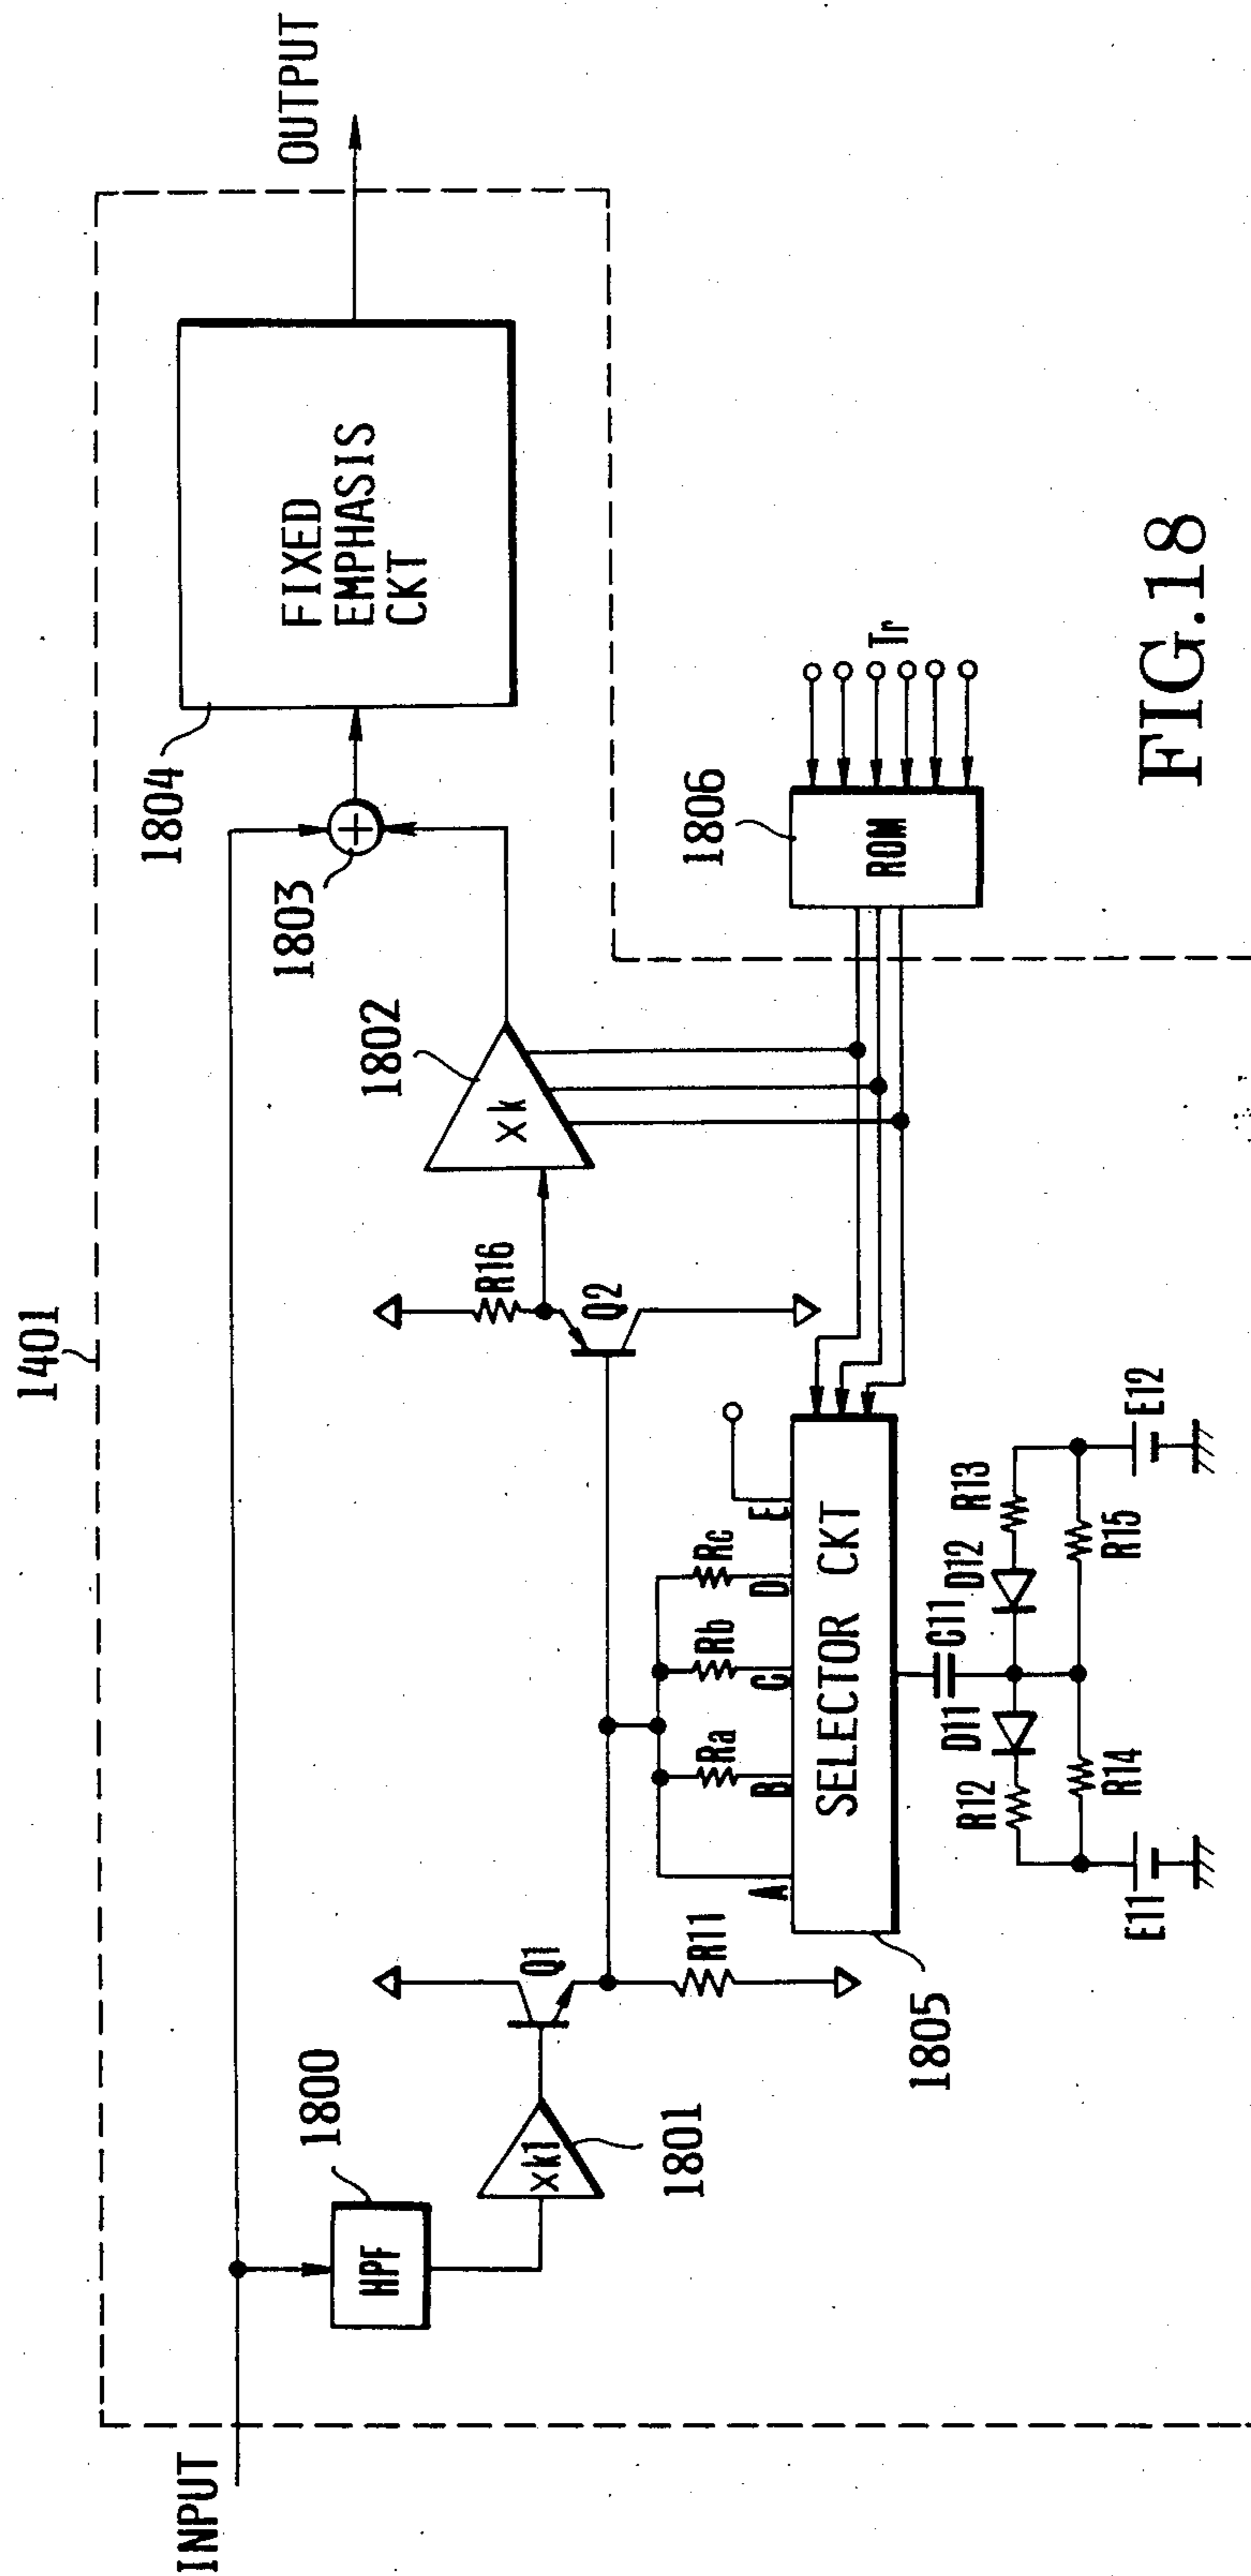 1401
INPUT
OUTPUT
1800
HPF
xk1
1801
Q1
R11
R16
Q2
1802
xk
1803
+
1804
FIXED
EMPHASIS
CKT
Ra
Rb
Rc
A
B
C
D
E
SELECTOR CKT
1805
1806
ROM
Tr
C11
D11
D12
R12
R13
R14
R15
E11
E12
FIG.18